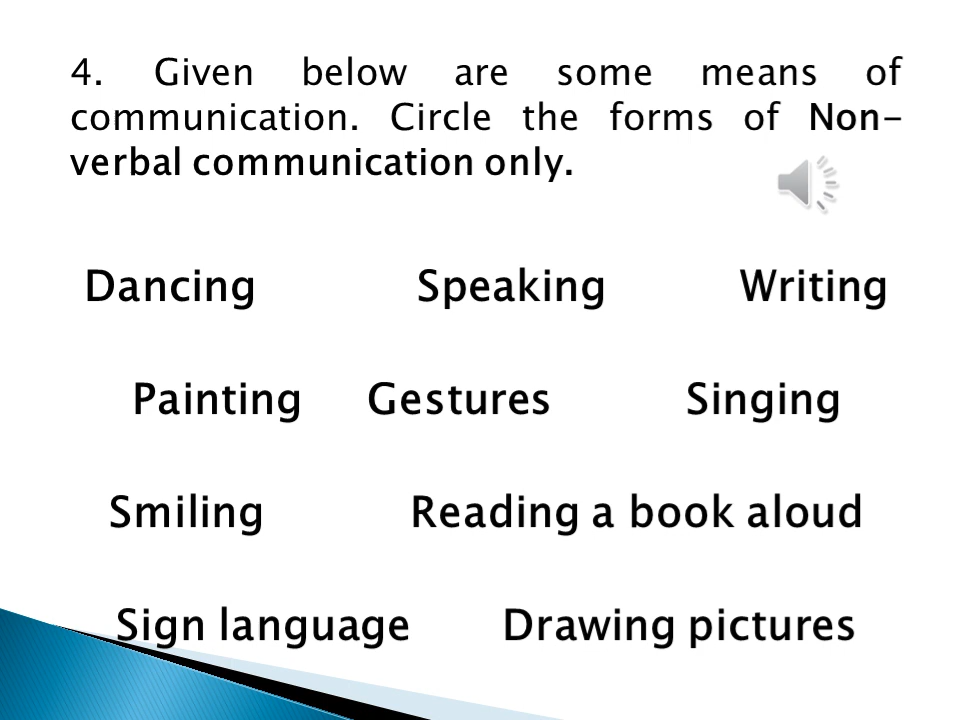 4. Given below are some means of
communication. Circle the forms of Non-
verbal communication only.
Dancing Speaking Writing
Painting Gestures Singing
Smiling Reading a book aloud
Sign language Drawing pictures